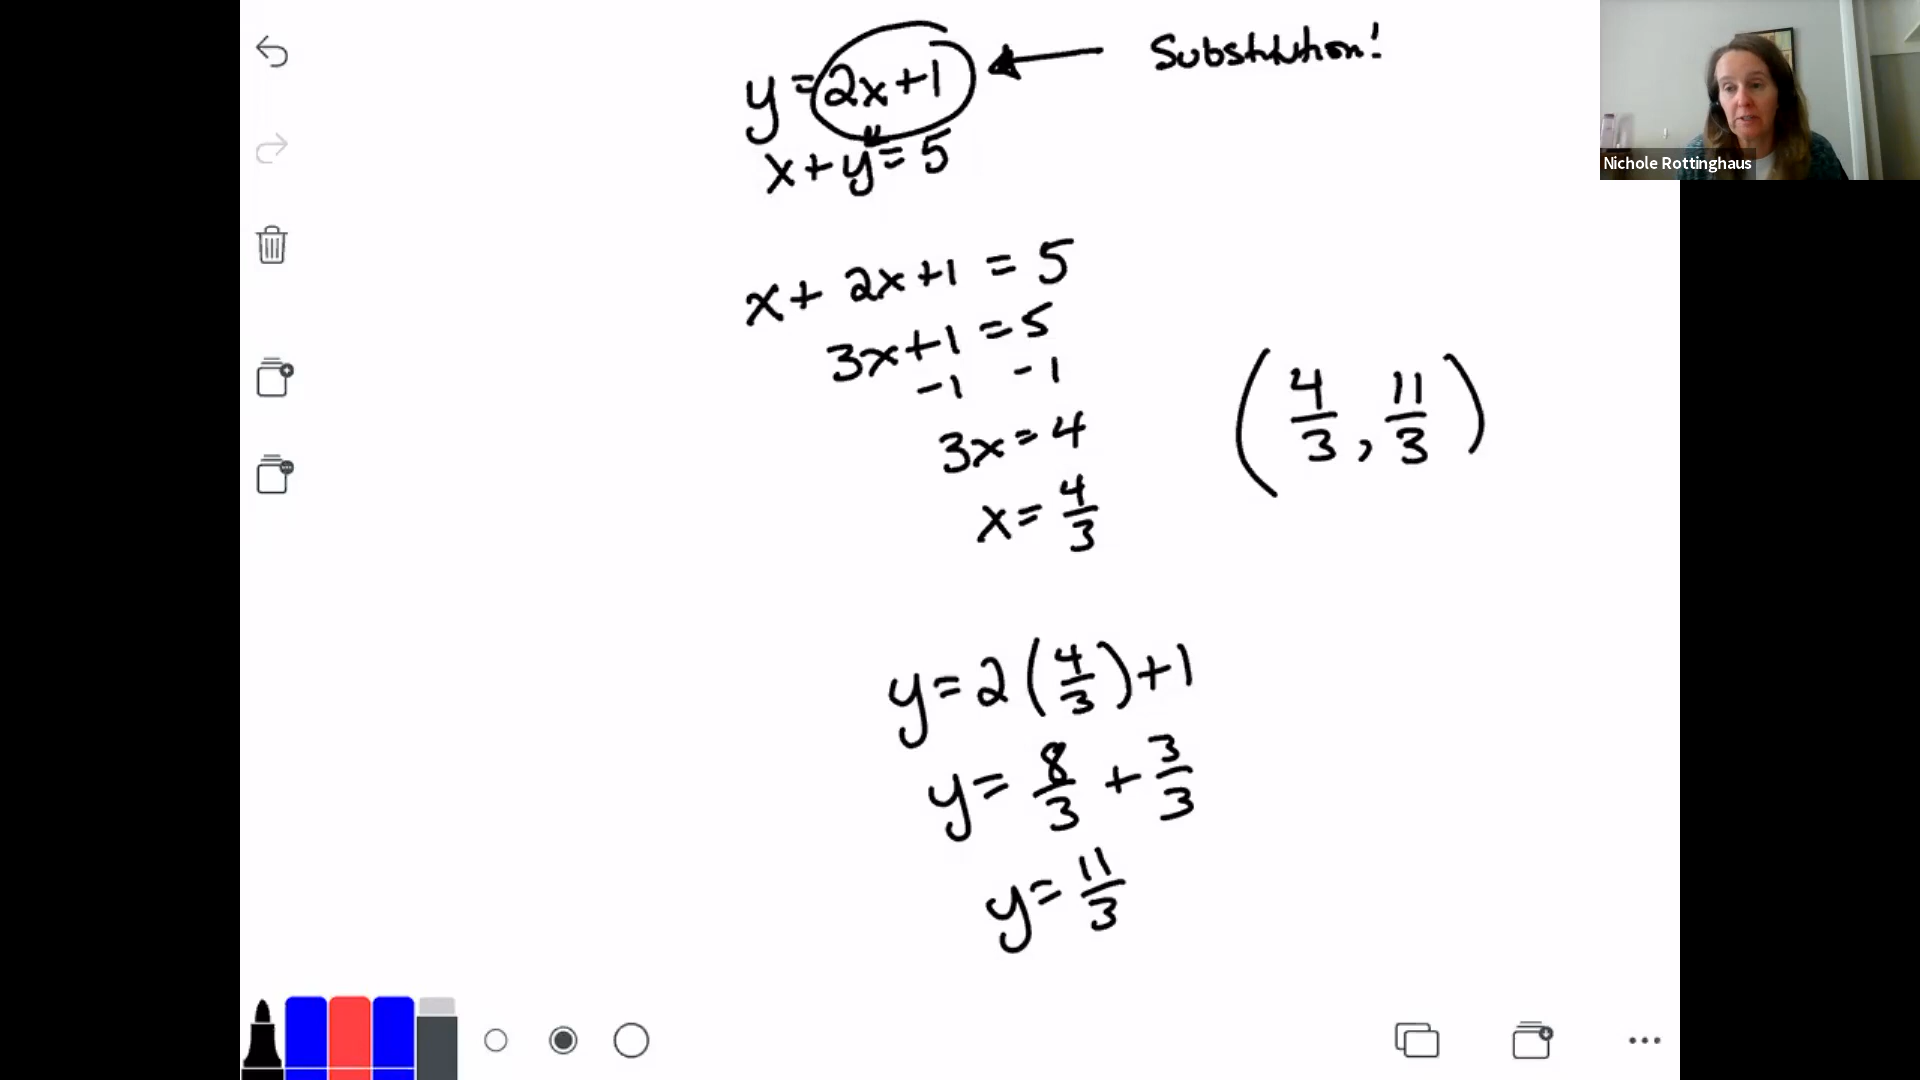 y = 2x+1
Substitution!
x + y = 5
Nichole Rottinghaus
x + 2x+1 = 5
3x+1 = 5
-1 -1
3x = 4
x = 4/3
(4/3, 11/3)
y = 2(4/3)+1
y = 8/3 + 3/3
y = 11/3